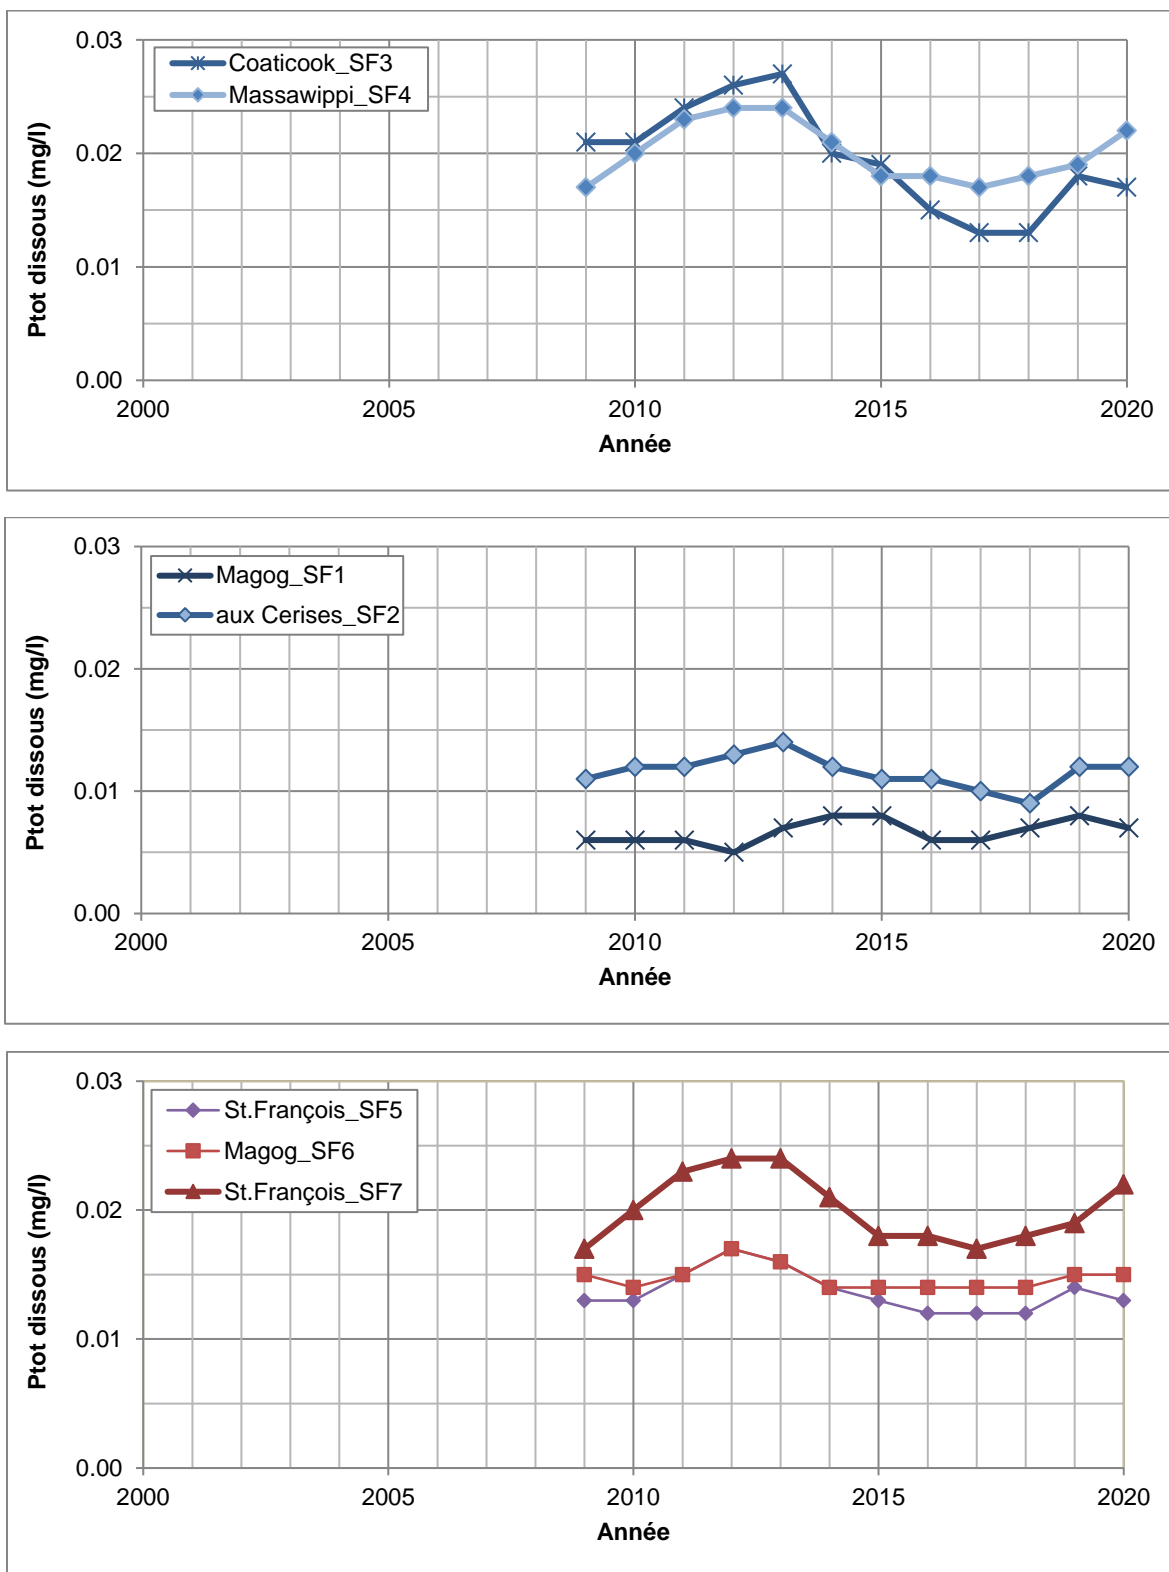 0.03
Coaticook_SF3
Massawippi_SF4
0.02
Ptot dissous (mg/l)
0.01
0.00
2000 2005 2010 2015 2020
Année
0.03
Magog_SF1
aux Cerises_SF2
0.02
Ptot dissous (mg/l)
0.01
0.00
2000 2005 2010 2015 2020
Année
0.03
St.François_SF5
Magog_SF6
St.François_SF7
0.02
Ptot dissous (mg/l)
0.01
0.00
2000 2005 2010 2015 2020
Année